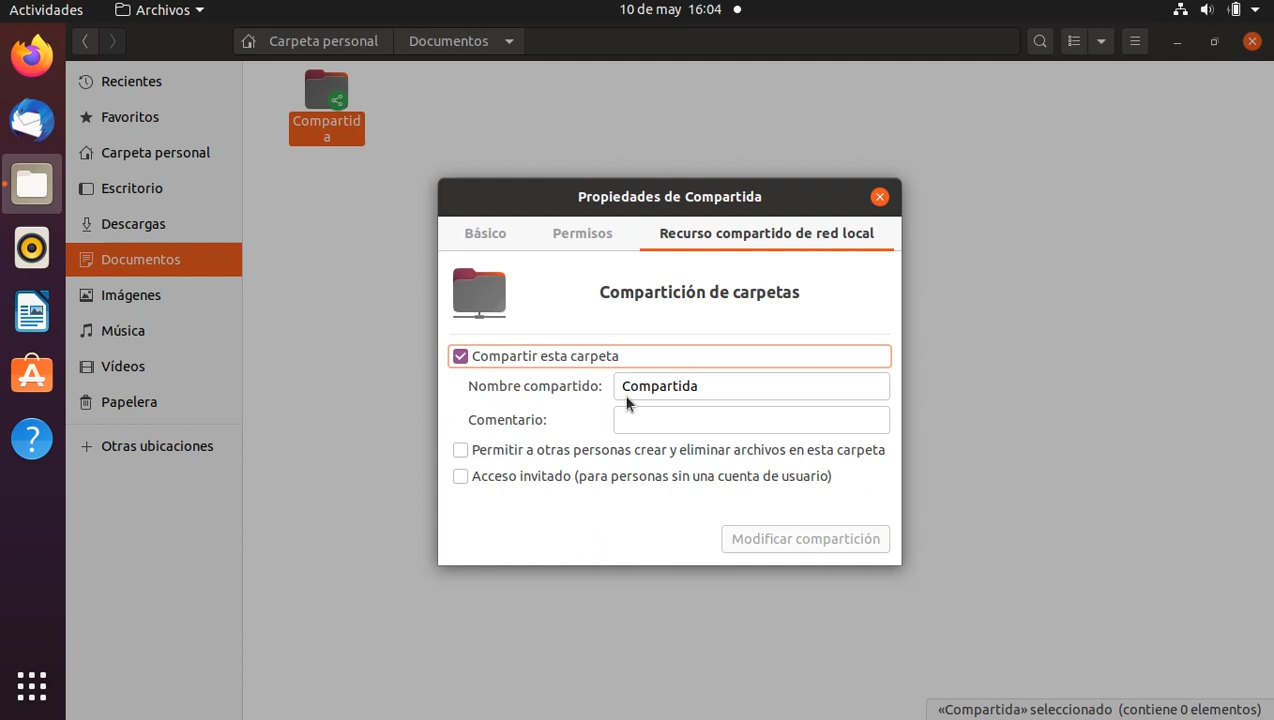 Actividades
Archivos
10 de may 16:04
Carpeta personal
Documentos
Recientes
Favoritos
Carpeta personal
Escritorio
Descargas
Documentos
Imágenes
Música
Vídeos
Papelera
+ Otras ubicaciones
Compartid
a
Propiedades de Compartida
Básico
Permisos
Recurso compartido de red local
Compartición de carpetas
Compartir esta carpeta
Nombre compartido:
Compartida
Comentario:
Permitir a otras personas crear y eliminar archivos en esta carpeta
Acceso invitado (para personas sin una cuenta de usuario)
Modificar compartición
«Compartida» seleccionado (contiene 0 elementos)